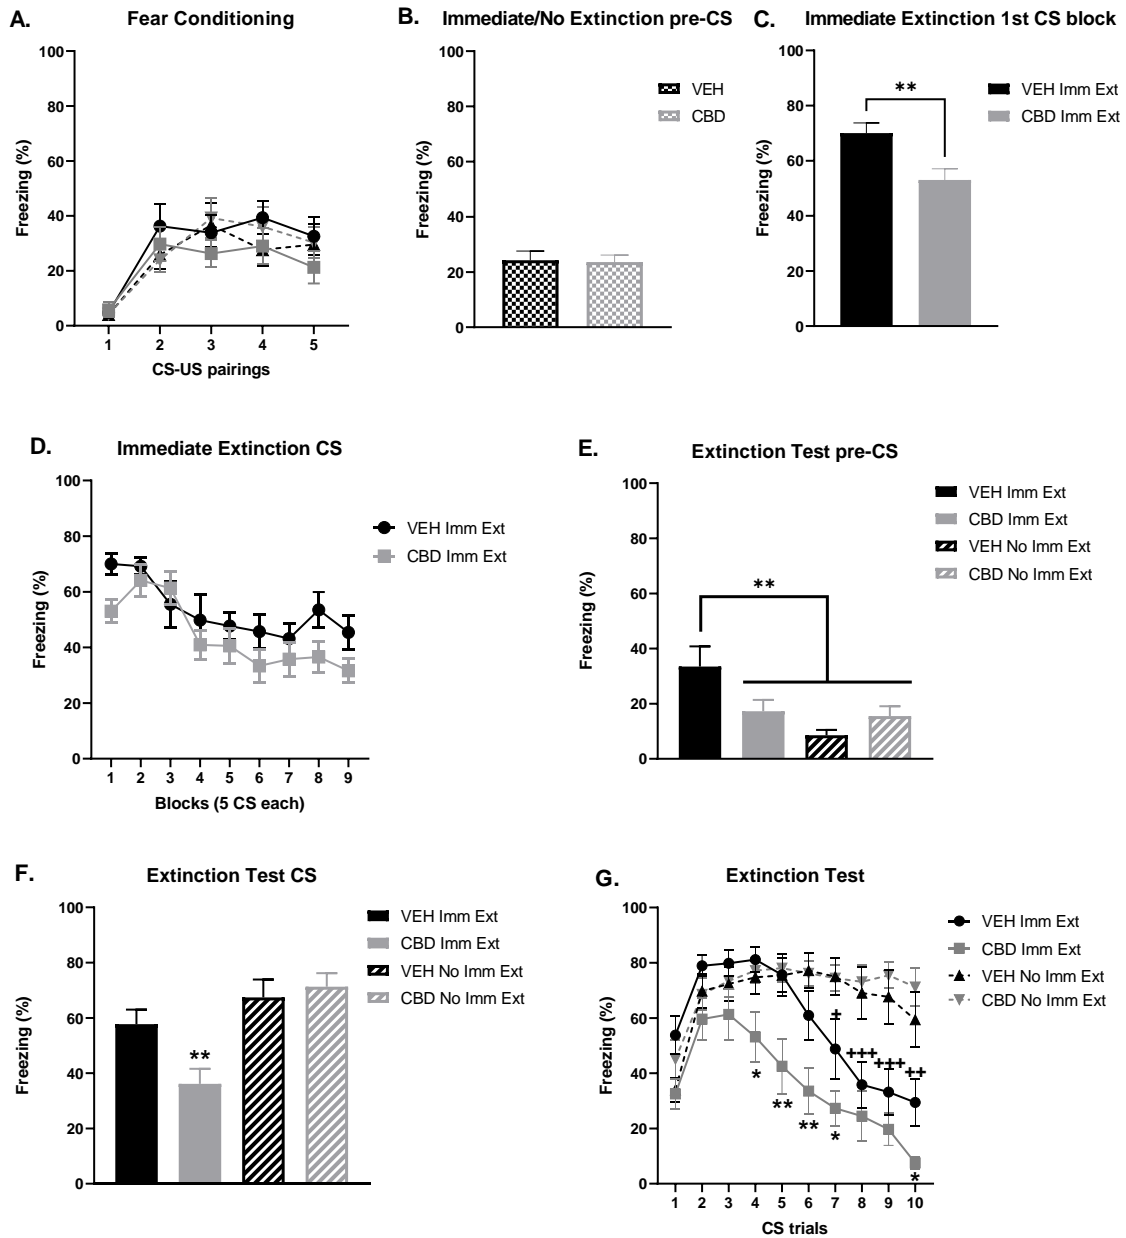 A.
Fear Conditioning
100
80
60
40
20
0
Freezing (%)
1 2 3 4 5
CS-US pairings
B.
Immediate/No Extinction pre-CS
100
80
60
40
20
0
Freezing (%)
VEH
CBD
C.
Immediate Extinction 1st CS block
100
80
60
40
20
0
Freezing (%)
**
VEH Imm Ext
CBD Imm Ext
D.
Immediate Extinction CS
100
80
60
40
20
0
Freezing (%)
1 2 3 4 5 6 7 8 9
Blocks (5 CS each)
VEH Imm Ext
CBD Imm Ext
E.
Extinction Test pre-CS
100
80
60
40
20
0
Freezing (%)
**
VEH Imm Ext
CBD Imm Ext
VEH No Imm Ext
CBD No Imm Ext
F.
Extinction Test CS
100
80
60
40
20
0
Freezing (%)
**
VEH Imm Ext
CBD Imm Ext
VEH No Imm Ext
CBD No Imm Ext
G.
Extinction Test
100
80
60
40
20
0
Freezing (%)
+
+++
+++
++
*
**
**
*
*
1 2 3 4 5 6 7 8 9 10
CS trials
VEH Imm Ext
CBD Imm Ext
VEH No Imm Ext
CBD No Imm Ext